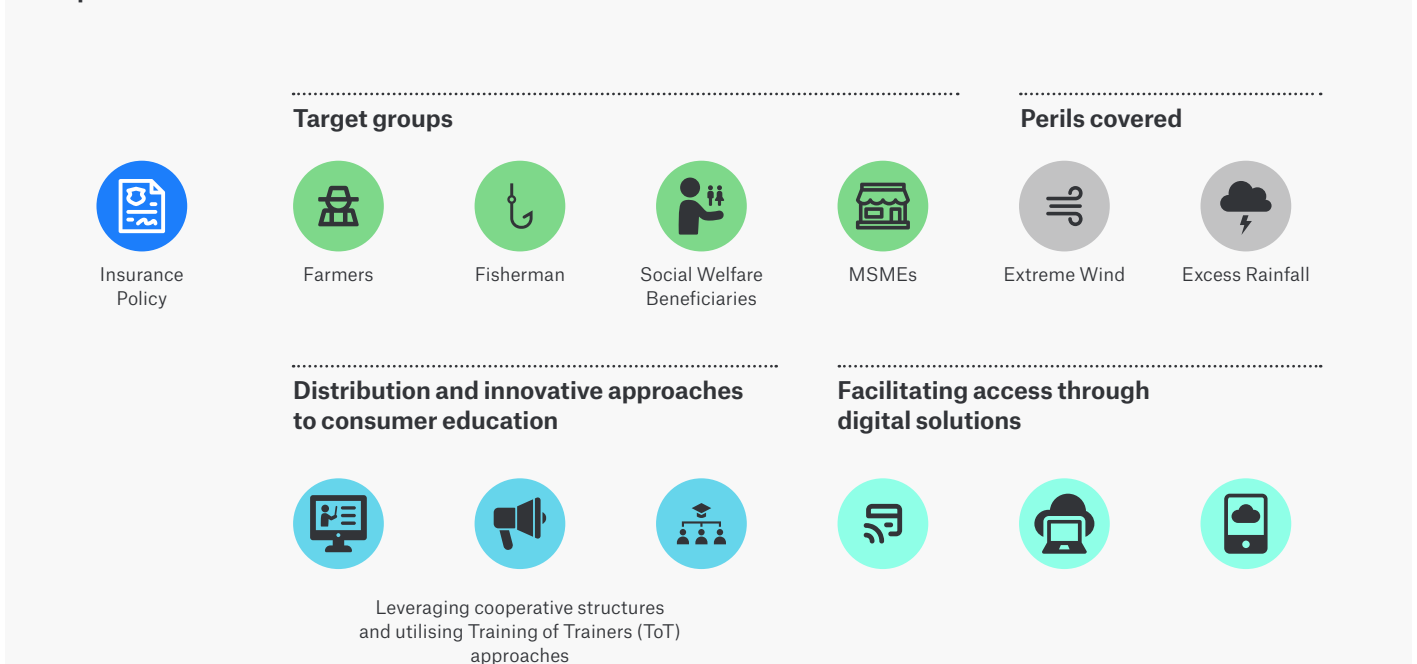 Target groups
Perils covered
Insurance
Policy
Farmers
Fisherman
Social Welfare
Beneficiaries
MSMEs
Extreme Wind
Excess Rainfall
Distribution and innovative approaches
to consumer education
Facilitating access through
digital solutions
Leveraging cooperative structures
and utilising Training of Trainers (ToT)
approaches